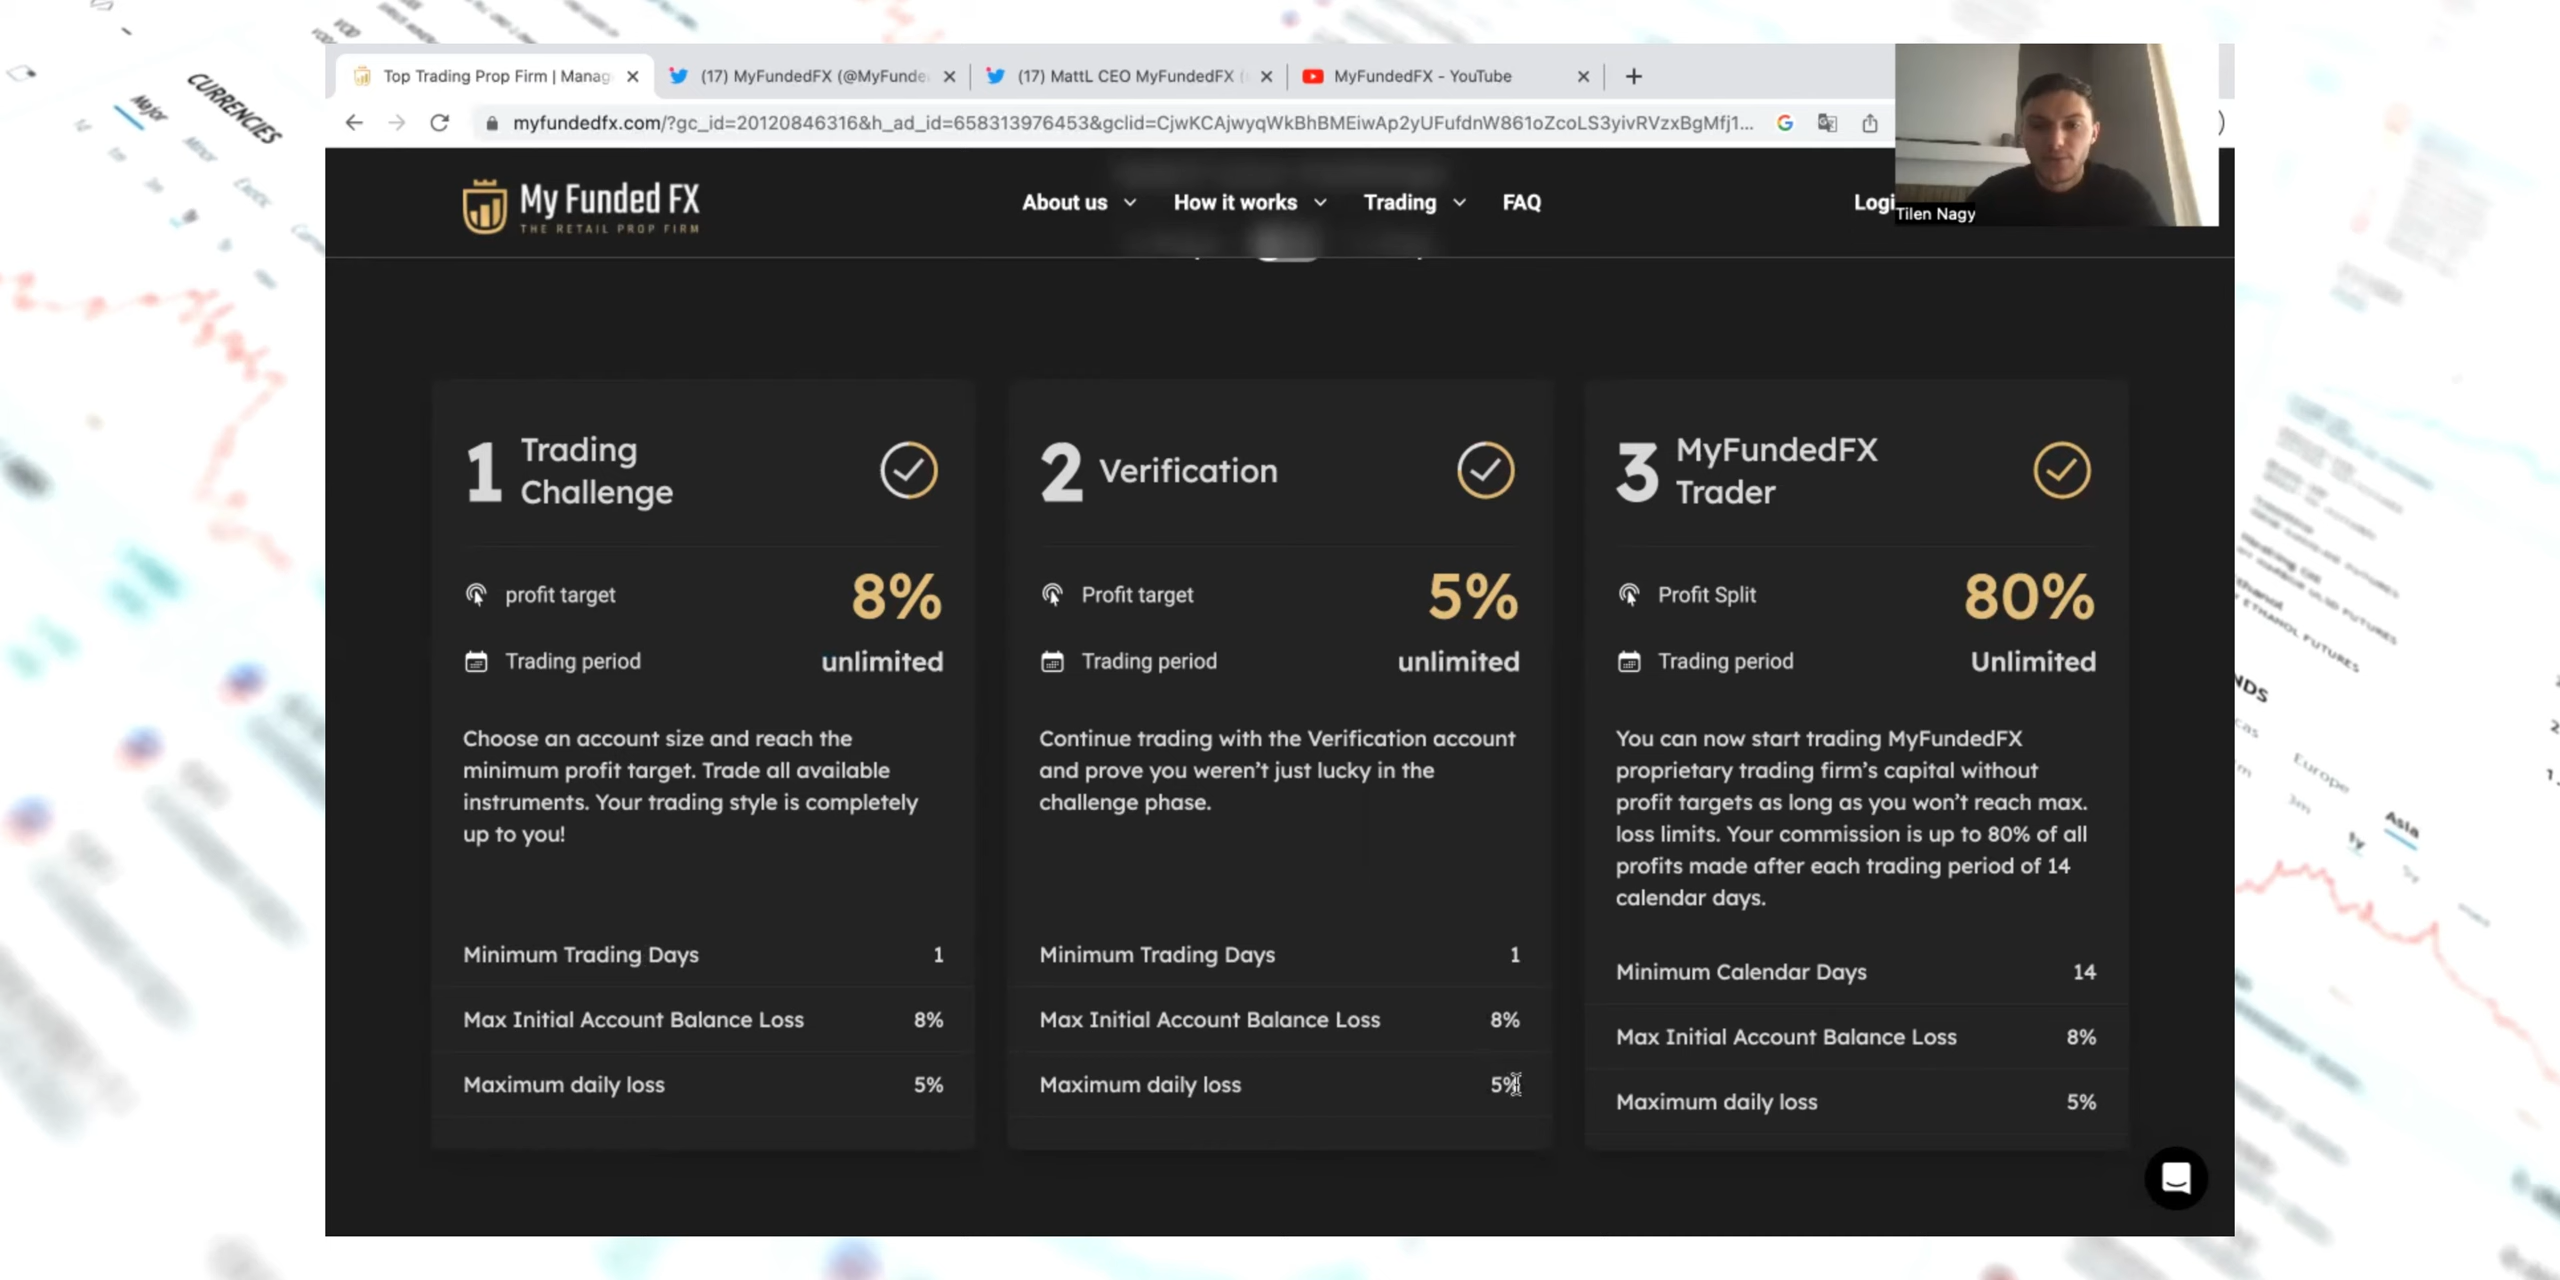 CURRENCIES
Major
Minor
Exotic
Top Trading Prop Firm | Manag
(17) MyFundedFX (@MyFunde
(17) MattL CEO MyFundedFX (
MyFundedFX - YouTube
myfundedfx.com/?gc_id=20120846316&h_ad_id=658313976453&gclid=CjwKCAjwyqWkBhBMEiwAp2yUFufdnW861oZcoLS3yivRVzxBgMfj1...
My Funded FX
THE RETAIL PROP FIRM
About us
How it works
Trading
FAQ
Logi
Tilen Nagy
1 Trading
Challenge
profit target 8%
Trading period unlimited
Choose an account size and reach the
minimum profit target. Trade all available
instruments. Your trading style is completely
up to you!
Minimum Trading Days 1
Max Initial Account Balance Loss 8%
Maximum daily loss 5%
2 Verification
Profit target 5%
Trading period unlimited
Continue trading with the Verification account
and prove you weren't just lucky in the
challenge phase.
Minimum Trading Days 1
Max Initial Account Balance Loss 8%
Maximum daily loss 5%
3 MyFundedFX
Trader
Profit Split 80%
Trading period Unlimited
You can now start trading MyFundedFX
proprietary trading firm's capital without
profit targets as long as you won't reach max.
loss limits. Your commission is up to 80% of all
profits made after each trading period of 14
calendar days.
Minimum Calendar Days 14
Max Initial Account Balance Loss 8%
Maximum daily loss 5%
Europe
Asia